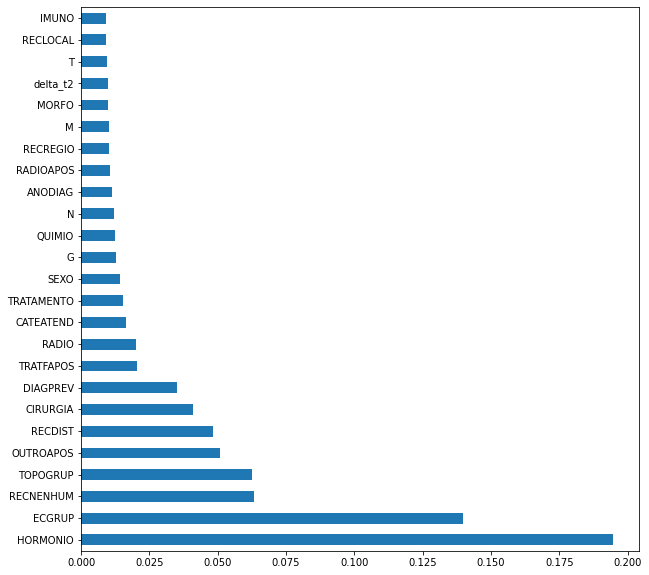 IMUNO
RECLOCAL
T
delta_t2
MORFO
M
RECREGIO
RADIOAPOS
ANODIAG
N
QUIMIO
G
SEXO
TRATAMENTO
CATEATEND
RADIO
TRATFAPOS
DIAGPREV
CIRURGIA
RECDIST
OUTROAPOS
TOPOGRUP
RECNENHUM
ECGRUP
HORMONIO
0.000 0.025 0.050 0.075 0.100 0.125 0.150 0.175 0.200